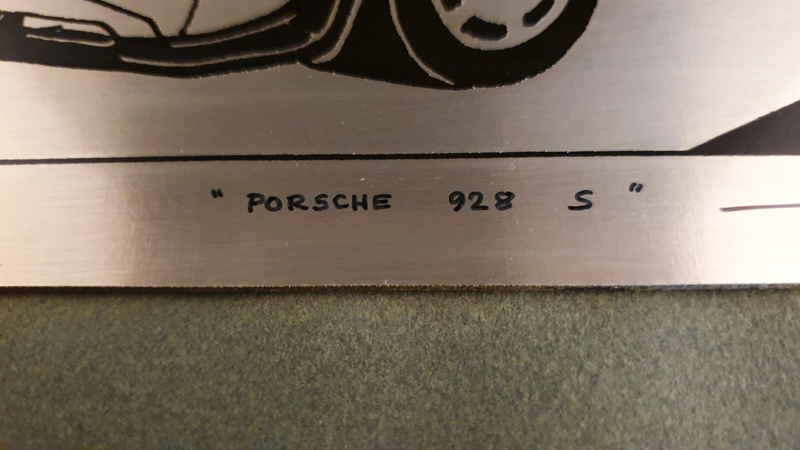 " PORSCHE 928 S "